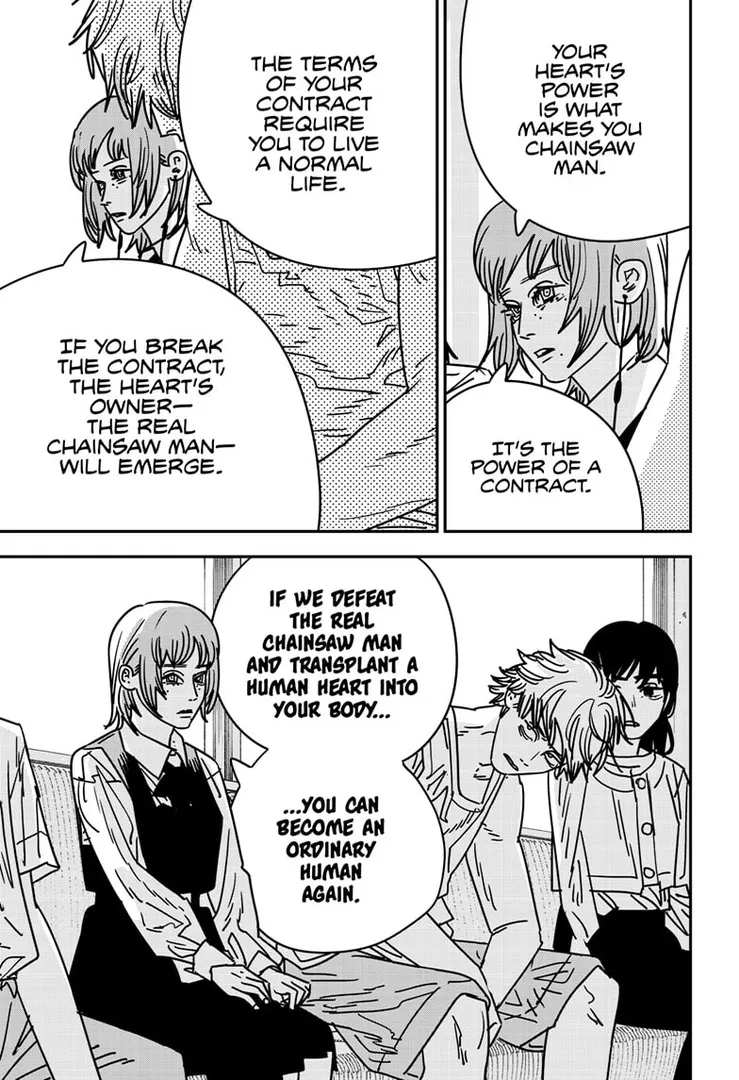 YOUR
HEART'S
POWER
IS WHAT
MAKES YOU
CHAINSAW
MAN.
IT'S THE
POWER OF A
CONTRACT.
THE TERMS
OF YOUR
CONTRACT
REQUIRE
YOU TO LIVE
A NORMAL
LIFE.
IF YOU BREAK
THE CONTRACT,
THE HEART'S
OWNER—
THE REAL
CHAINSAW MAN—
WILL EMERGE.
IF WE DEFEAT
THE REAL
CHAINSAW MAN
AND TRANSPLANT A
HUMAN HEART INTO
YOUR BODY...
...YOU CAN
BECOME AN
ORDINARY
HUMAN
AGAIN.